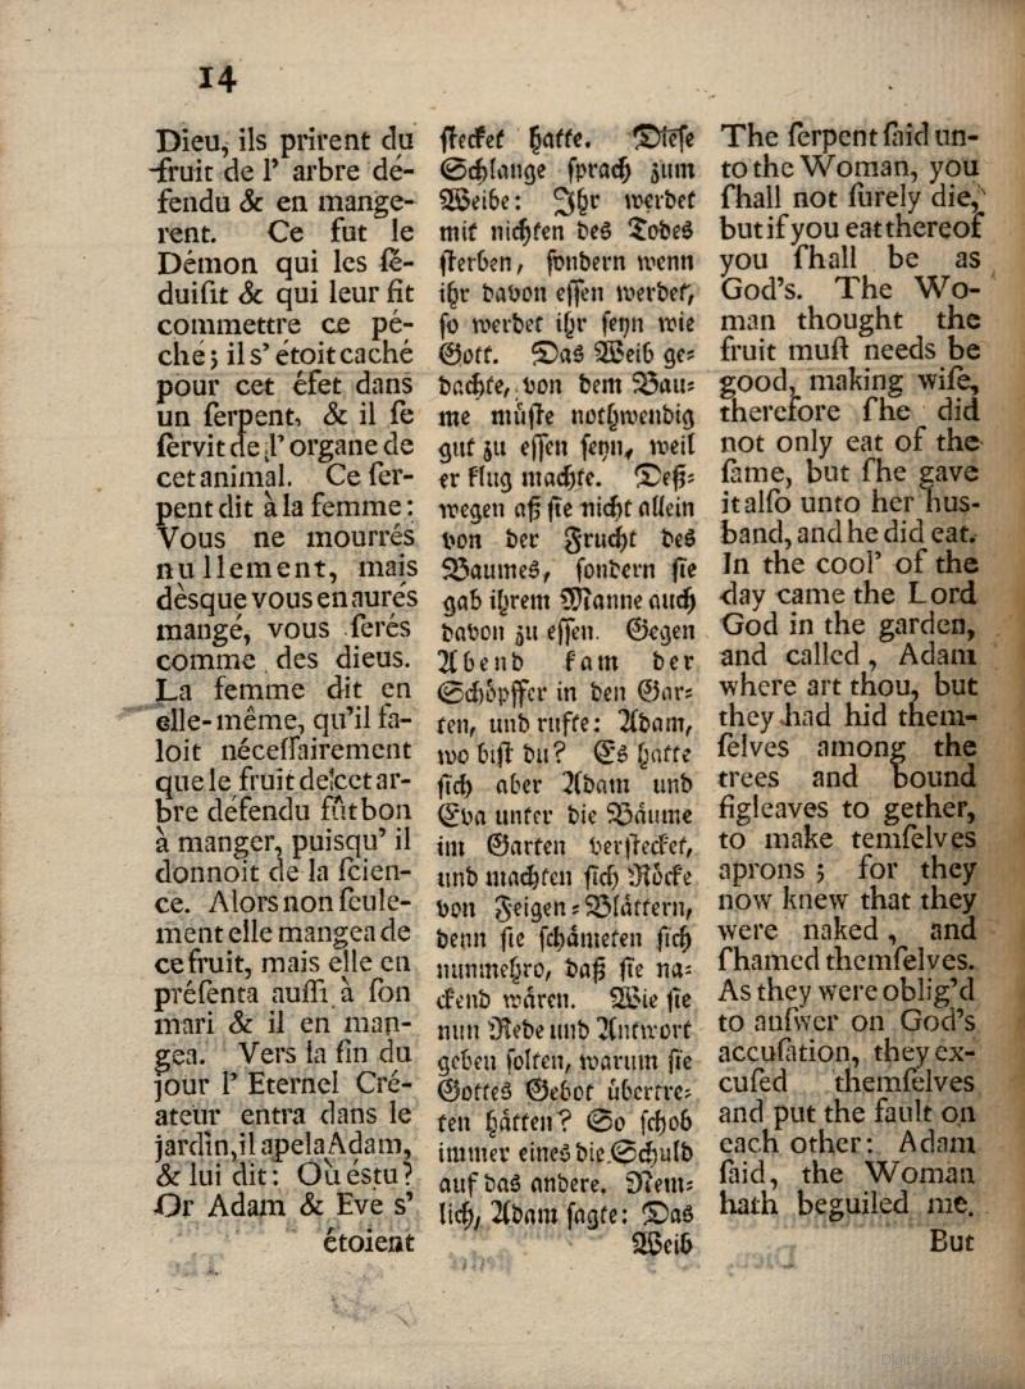 14
Dieu, ils prirent du
fruit de l' arbre dé-
fendu & en mange-
rent. Ce fut le
Démon qui les ſé-
duiſit & qui leur fit
commettre ce pé-
ché; il s' étoit caché
pour cet éfet dans
un ſerpent, & il ſe
ſervit de l' organe de
cet animal. Ce ſer-
pent dit à la femme:
Vous ne mourrés
nullement, mais
dèsque vous en aurés
mangé, vous ſerés
comme des dieus.
La femme dit en
elle-même, qu'il fa-
loit néceſſairement
que le fruit de cet ar-
bre défendu fût bon
à manger, puisqu' il
donnoit de la ſcien-
ce. Alors non ſeule-
ment elle mangea de
ce fruit, mais elle en
préſenta auſſi à ſon
mari & il en man-
gea. Vers la fin du
jour l' Eternel Cré-
ateur entra dans le
jardin, il apela Adam,
& lui dit: Où és tu?
Or Adam & Eve s'
étoient
ſtecket hatte. Dieſe
Schlange ſprach zum
Weibe: Ihr werdet
mit nichten des Todes
ſterben, ſondern wenn
ihr davon eſſen werdet,
ſo werdet ihr ſeyn wie
Gott. Das Weib ge-
dachte, von dem Bau-
me müſte nothwendig
gut zu eſſen ſeyn, weil
er klug machte. Deß-
wegen aß ſie nicht allein
von der Frucht des
Baumes, ſondern ſie
gab ihrem Manne auch
davon zu eſſen. Gegen
Abend kam der
Schöpffer in den Gar-
ten, und rufte: Adam,
wo biſt du? Es hatte
ſich aber Adam und
Eva unter die Bäume
im Garten verſtecket,
und machten ſich Röcke
von Feigen-Blättern,
denn ſie ſchämeten ſich
nunmehro, daß ſie na-
ckend wären. Wie ſie
nun Rede und Antwort
geben ſolten, warum ſie
Gottes Gebot übertre-
ten hätten? So ſchob
immer eines die Schuld
auf das andere. Nem-
lich, Adam ſagte: Das
Weib
The ſerpent ſaid un-
to the Woman, you
ſhall not ſurely die,
but if you eat thereof
you ſhall be as
God's. The Wo-
man thought the
fruit muſt needs be
good, making wiſe,
therefore ſhe did
not only eat of the
ſame, but ſhe gave
it alſo unto her hus-
band, and he did eat.
In the cool' of the
day came the Lord
God in the garden,
and called, Adam
where art thou, but
they had hid them-
ſelves among the
trees and bound
figleaves to gether,
to make temſelves
aprons; for they
now knew that they
were naked, and
ſhamed themſelves.
As they were oblig'd
to anſwer on God's
accuſation, they ex-
cuſed themſelves
and put the fault on
each other: Adam
ſaid, the Woman
hath beguiled me.
But